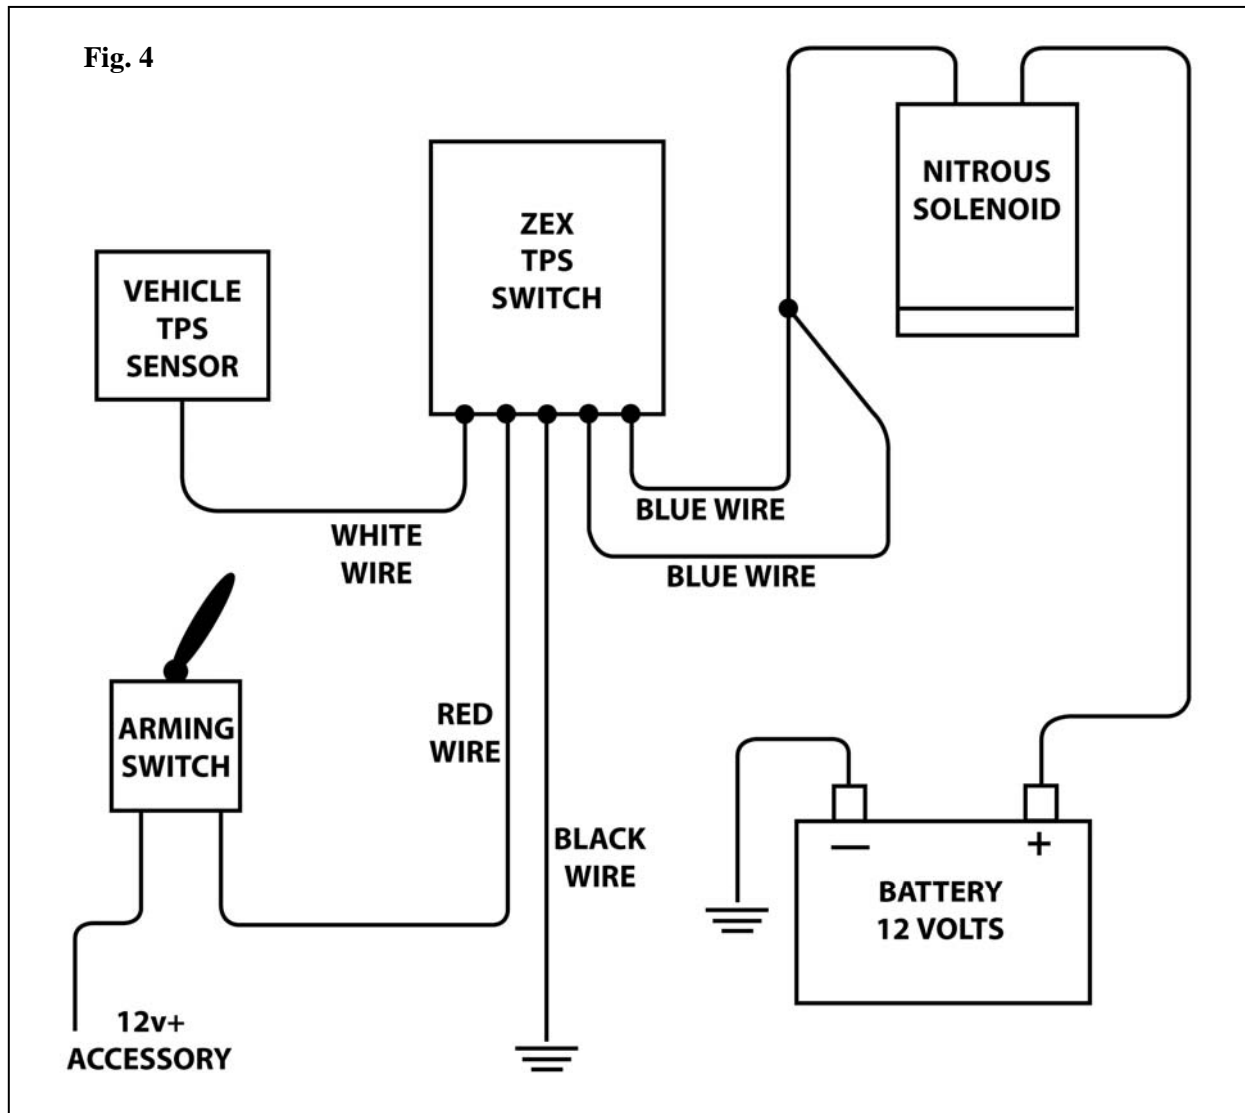 Fig. 4
NITROUS
SOLENOID
ZEX
TPS
SWITCH
VEHICLE
TPS
SENSOR
BLUE WIRE
WHITE
WIRE
BLUE WIRE
ARMING
SWITCH
RED
WIRE
BLACK
WIRE
— +
BATTERY
12 VOLTS
12v+
ACCESSORY